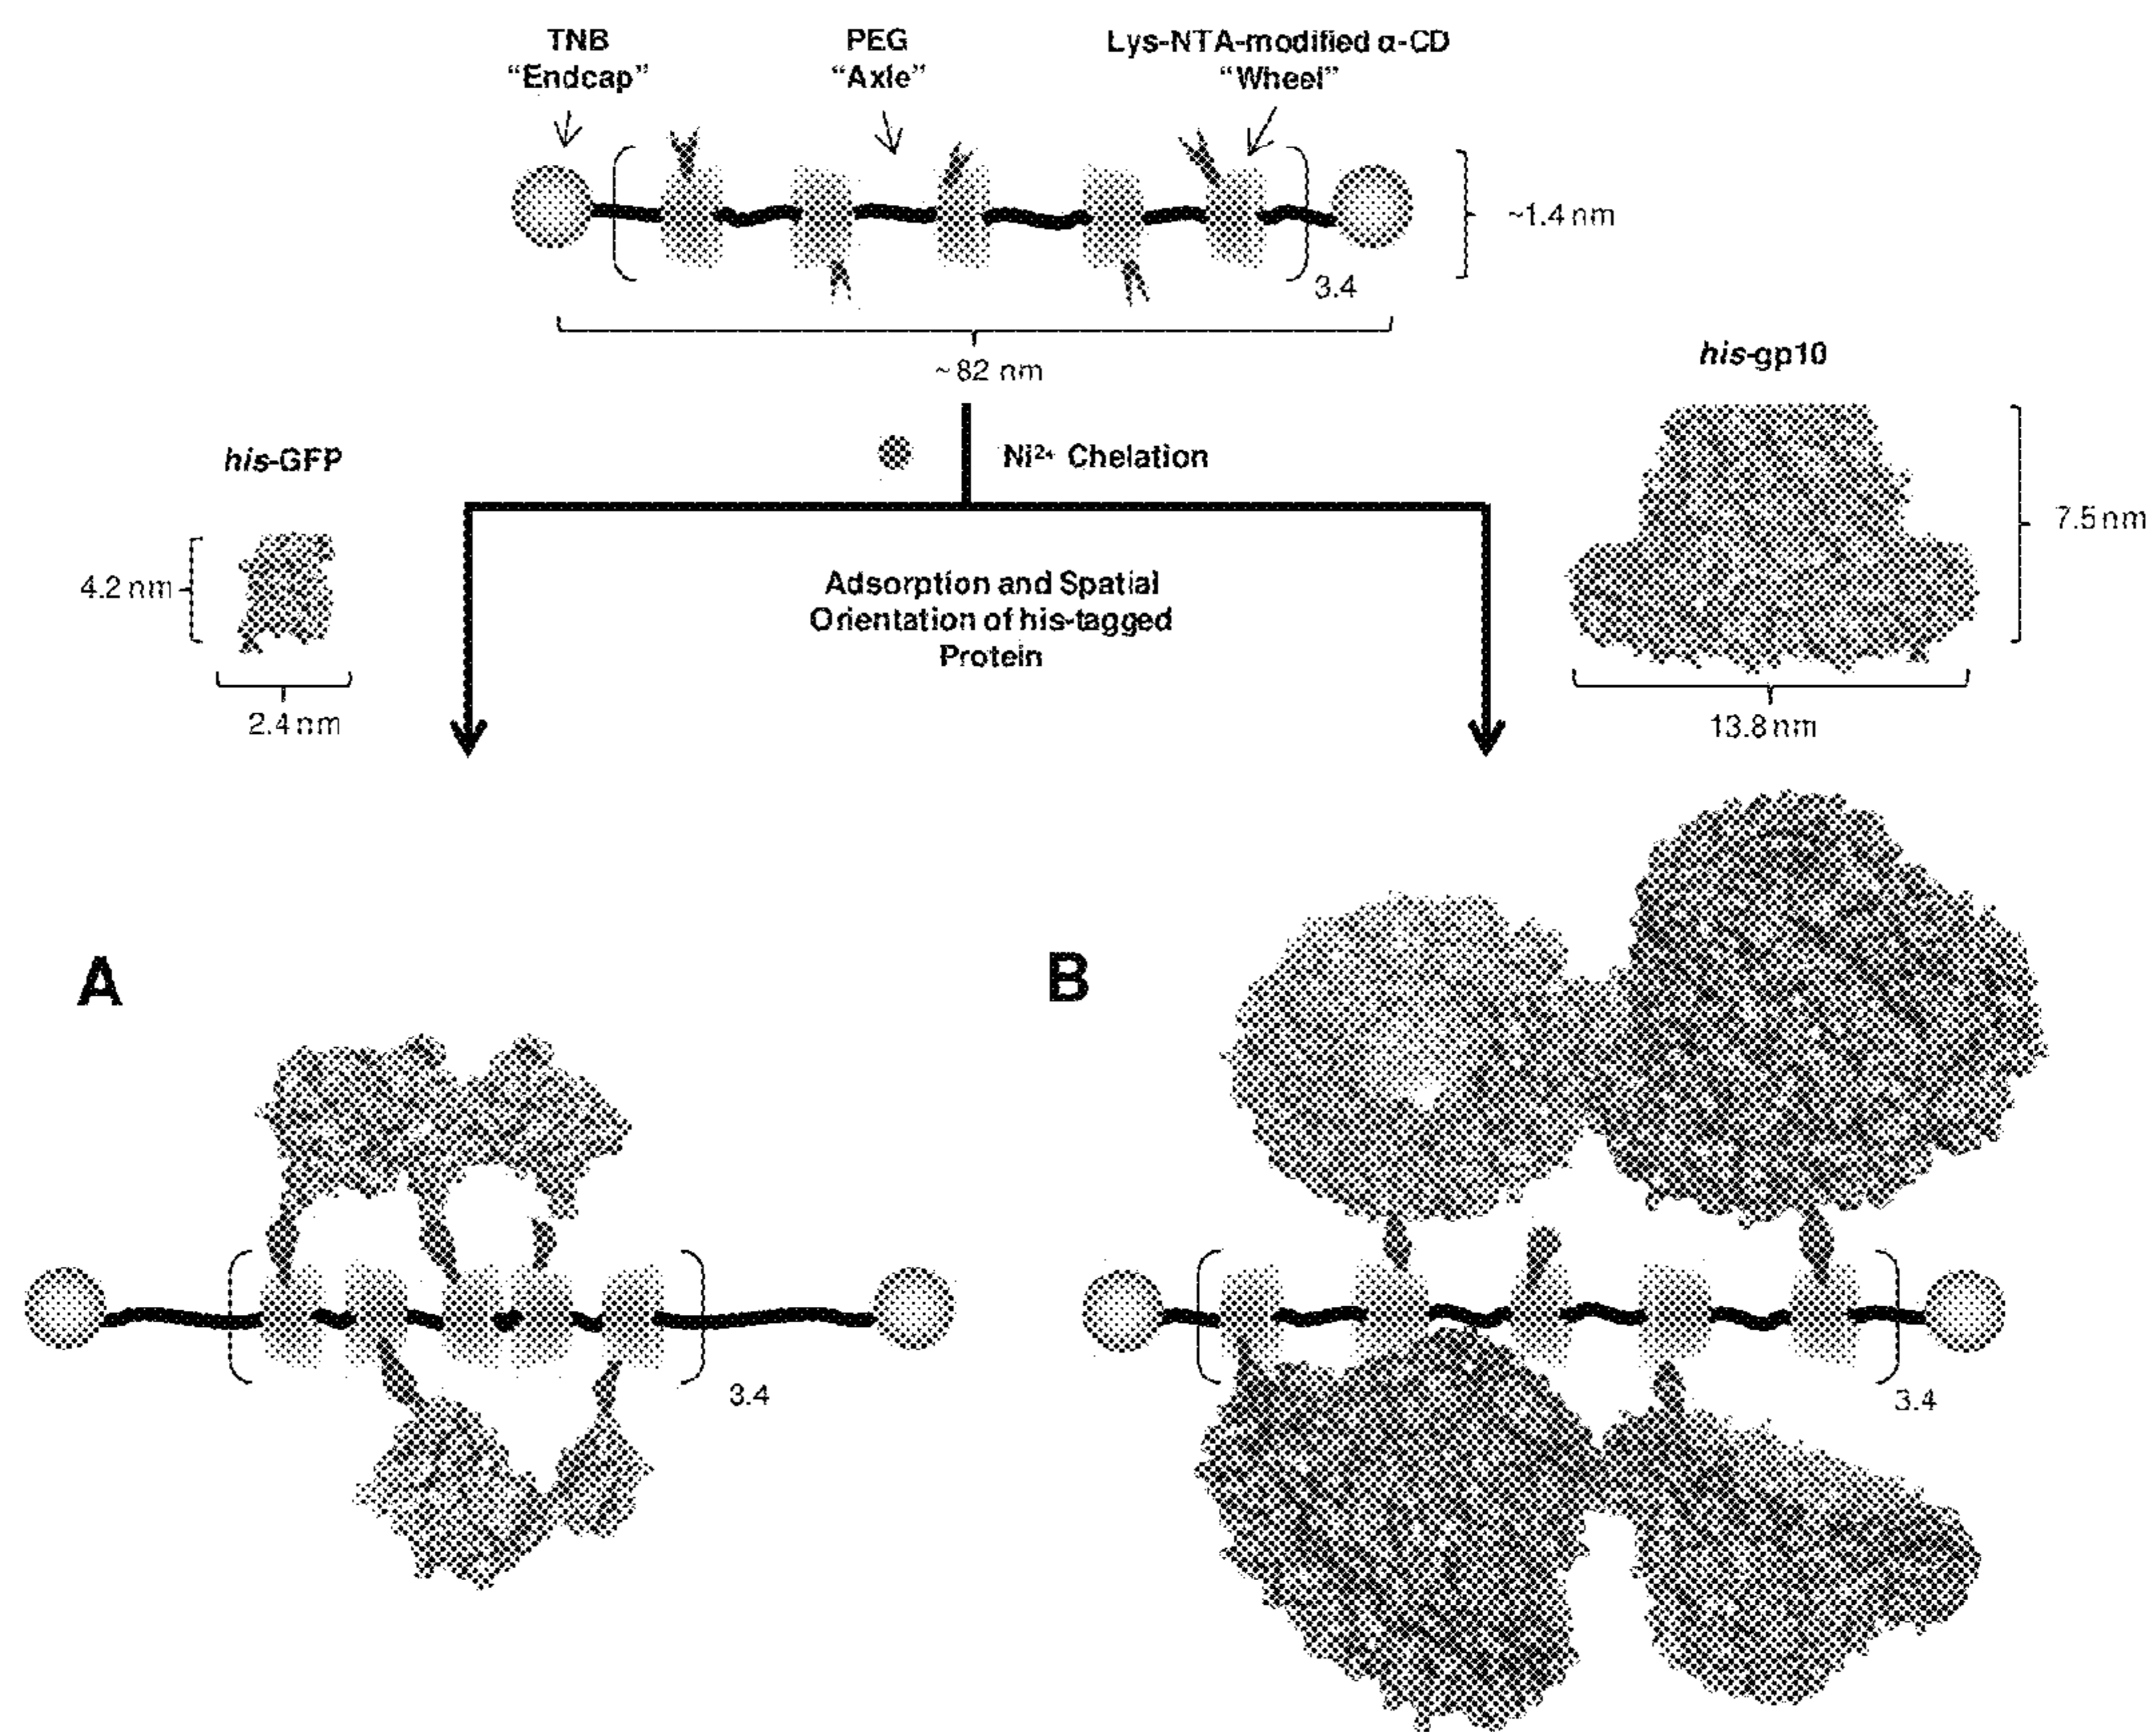 TNB
“Endcap”
PEG
“Axle”
Lys-NTA-modified α-CD
“Wheel”
~1.4 nm
3.4
~82 nm
his-gp10
his-GFP
Ni²⁺ Chelation
7.5 nm
4.2 nm
Adsorption and Spatial
Orientation of his-tagged
Protein
2.4 nm
13.8 nm
A
B
3.4
3.4